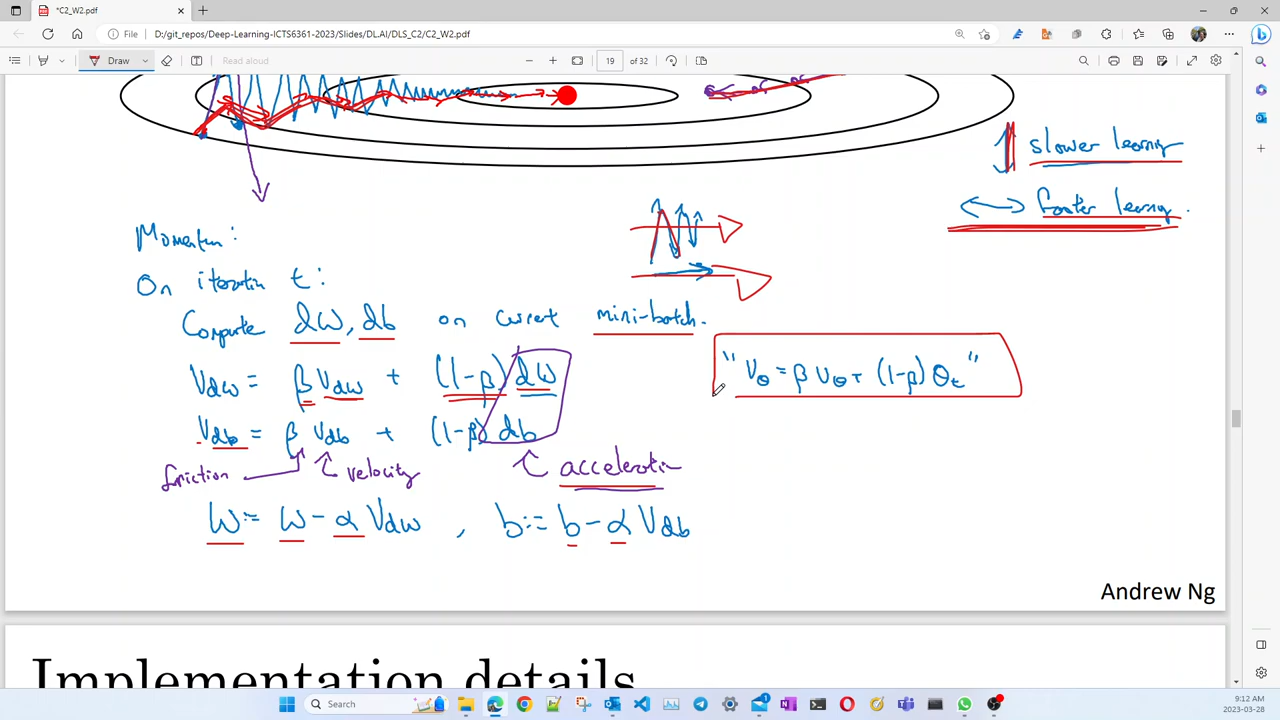 *C2_W2.pdf
File
D:/git_repos/Deep-Learning-ICTS6361-2023/Slides/DL.AI/DLS_C2/C2_W2.pdf
Draw
Read aloud
19
of 32
slower learning
faster learning.
Momentum:
On iteration t:
Compute dW, db on current mini-batch.
Vdw = β Vdw + (1-β) dW
"Vθ = β Vθ + (1-β) θt"
Vdb = β Vdb + (1-β) db
friction
velocity
acceleration
W := W - α Vdw , b := b - α Vdb
Andrew Ng
Implementation details
Search
9:12 AM
2023-03-28